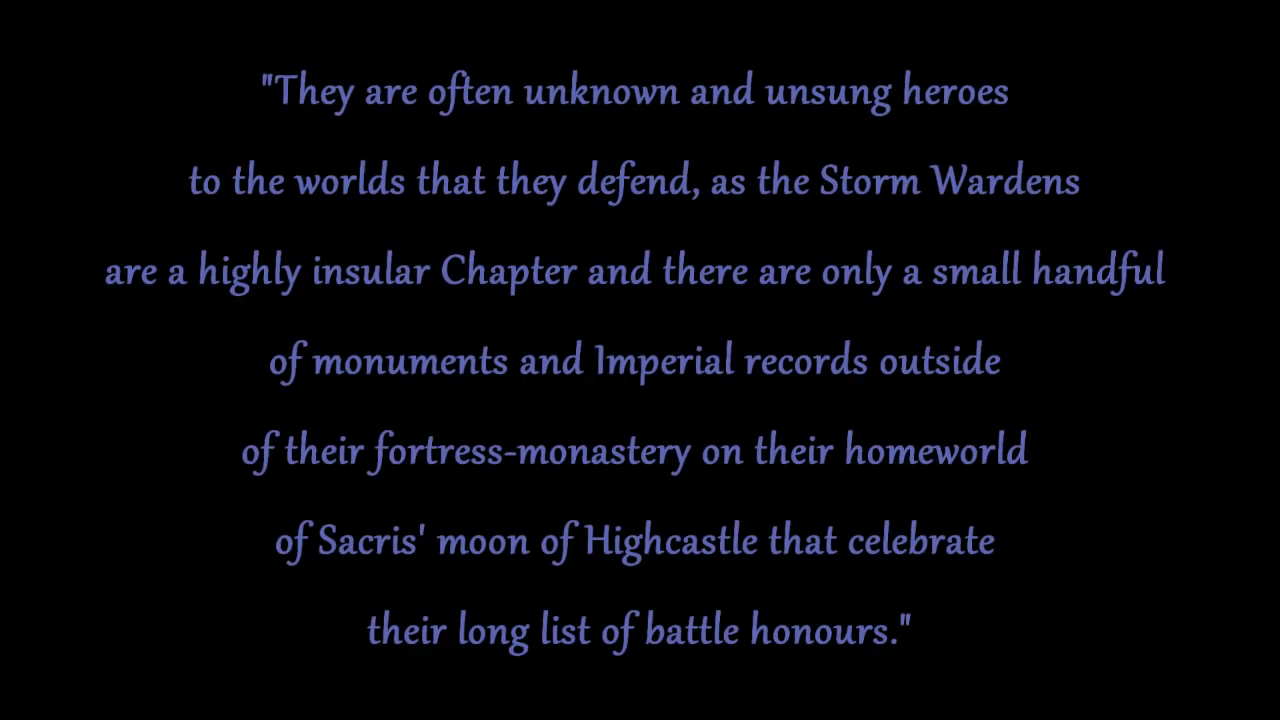 "They are often unknown and unsung heroes
to the worlds that they defend, as the Storm Wardens
are a highly insular Chapter and there are only a small handful
of monuments and Imperial records outside
of their fortress-monastery on their homeworld
of Sacris' moon of Highcastle that celebrate
their long list of battle honours."